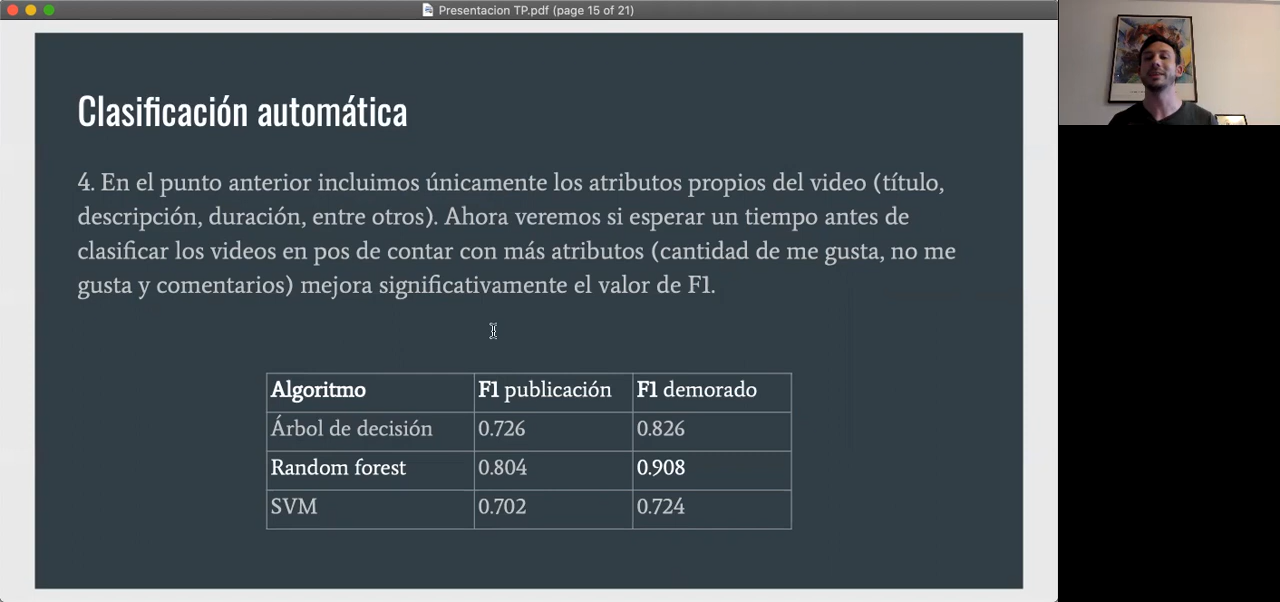 Presentacion TP.pdf (page 15 of 21)
Clasificación automática
4. En el punto anterior incluimos únicamente los atributos propios del video (título,
descripción, duración, entre otros). Ahora veremos si esperar un tiempo antes de
clasificar los videos en pos de contar con más atributos (cantidad de me gusta, no me
gusta y comentarios) mejora significativamente el valor de F1.
Algoritmo F1 publicación F1 demorado
Árbol de decisión 0.726 0.826
Random forest 0.804 0.908
SVM 0.702 0.724